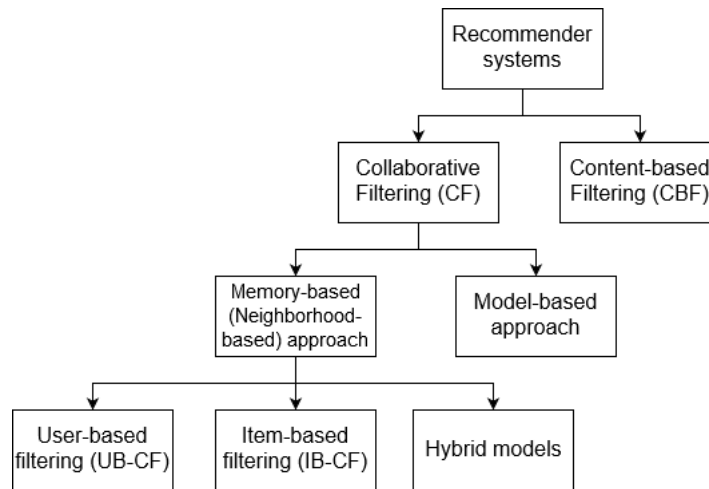 Recommender
systems
Collaborative
Filtering (CF)
Content-based
Filtering (CBF)
Memory-based
(Neighborhood-
based) approach
Model-based
approach
User-based
filtering (UB-CF)
Item-based
filtering (IB-CF)
Hybrid models